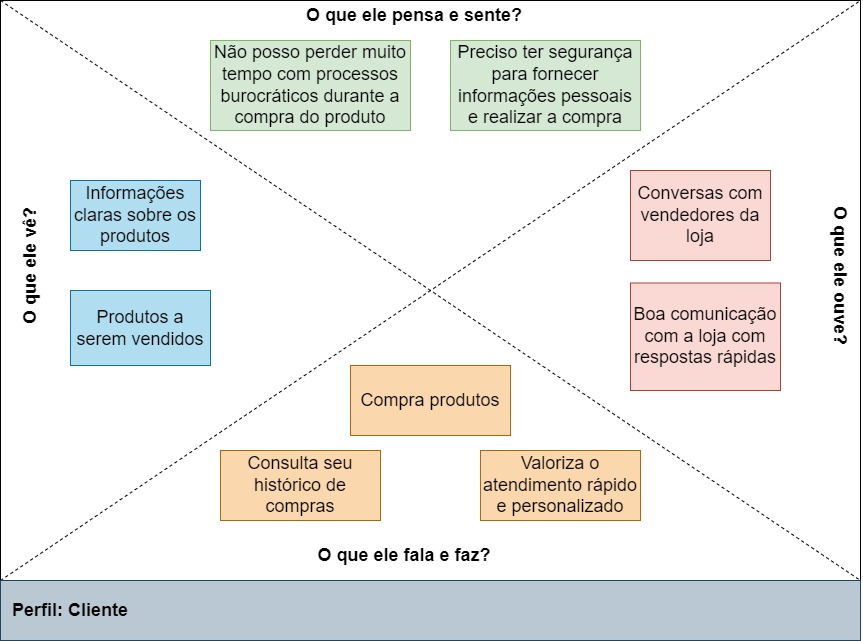 O que ele pensa e sente?
Não posso perder muito
tempo com processos
burocráticos durante a
compra do produto
Preciso ter segurança
para fornecer
informações pessoais
e realizar a compra
O que ele vê?
Informações
claras sobre os
produtos
Produtos a
serem vendidos
Conversas com
vendedores da
loja
Boa comunicação
com a loja com
respostas rápidas
O que ele ouve?
Compra produtos
Consulta seu
histórico de
compras
Valoriza o
atendimento rápido
e personalizado
O que ele fala e faz?
Perfil: Cliente